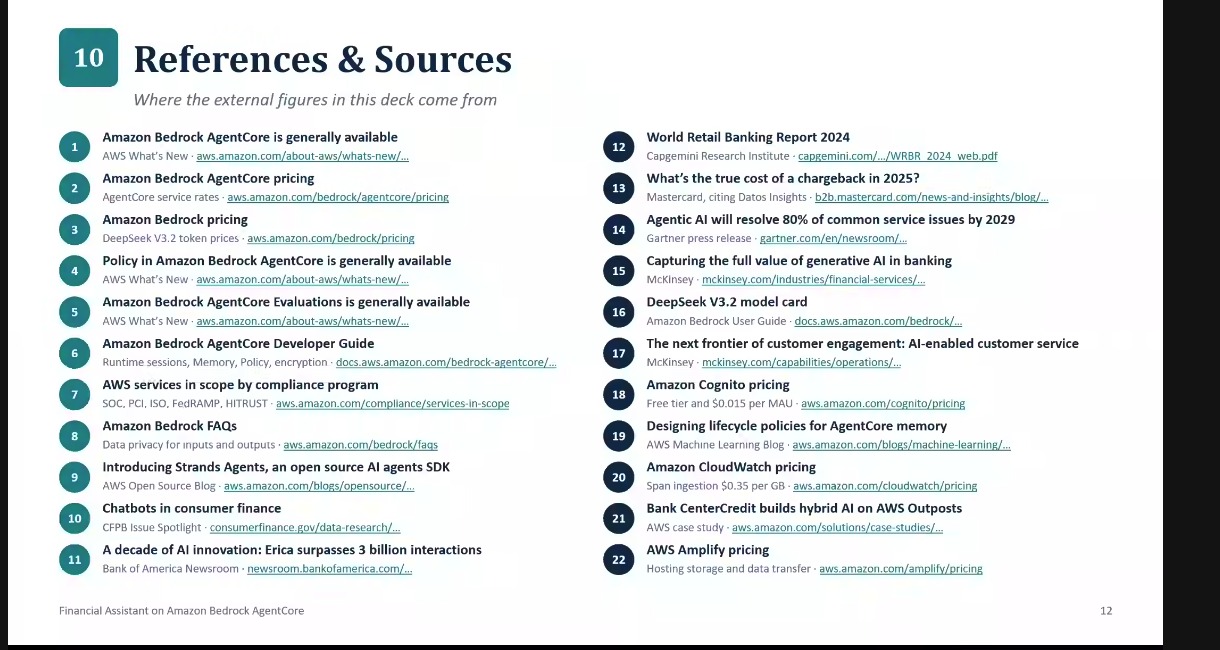 10
References & Sources
Where the external figures in this deck come from
1
Amazon Bedrock AgentCore is generally available
AWS What's New · aws.amazon.com/about-aws/whats-new/...
2
Amazon Bedrock AgentCore pricing
AgentCore service rates · aws.amazon.com/bedrock/agentcore/pricing
3
Amazon Bedrock pricing
DeepSeek V3.2 token prices · aws.amazon.com/bedrock/pricing
4
Policy in Amazon Bedrock AgentCore is generally available
AWS What's New · aws.amazon.com/about-aws/whats-new/...
5
Amazon Bedrock AgentCore Evaluations is generally available
AWS What's New · aws.amazon.com/about-aws/whats-new/...
6
Amazon Bedrock AgentCore Developer Guide
Runtime sessions, Memory, Policy, encryption · docs.aws.amazon.com/bedrock-agentcore/...
7
AWS services in scope by compliance program
SOC, PCI, ISO, FedRAMP, HITRUST · aws.amazon.com/compliance/services-in-scope
8
Amazon Bedrock FAQs
Data privacy for inputs and outputs · aws.amazon.com/bedrock/faqs
9
Introducing Strands Agents, an open source AI agents SDK
AWS Open Source Blog · aws.amazon.com/blogs/opensource/...
10
Chatbots in consumer finance
CFPB Issue Spotlight · consumerfinance.gov/data-research/...
11
A decade of AI innovation: Erica surpasses 3 billion interactions
Bank of America Newsroom · newsroom.bankofamerica.com/...
12
World Retail Banking Report 2024
Capgemini Research Institute · capgemini.com/.../WRBR_2024_web.pdf
13
What's the true cost of a chargeback in 2025?
Mastercard, citing Datos Insights · b2b.mastercard.com/news-and-insights/blog/...
14
Agentic AI will resolve 80% of common service issues by 2029
Gartner press release · gartner.com/en/newsroom/...
15
Capturing the full value of generative AI in banking
McKinsey · mckinsey.com/industries/financial-services/...
16
DeepSeek V3.2 model card
Amazon Bedrock User Guide · docs.aws.amazon.com/bedrock/...
17
The next frontier of customer engagement: AI-enabled customer service
McKinsey · mckinsey.com/capabilities/operations/...
18
Amazon Cognito pricing
Free tier and $0.015 per MAU · aws.amazon.com/cognito/pricing
19
Designing lifecycle policies for AgentCore memory
AWS Machine Learning Blog · aws.amazon.com/blogs/machine-learning/...
20
Amazon CloudWatch pricing
Span ingestion $0.35 per GB · aws.amazon.com/cloudwatch/pricing
21
Bank CenterCredit builds hybrid AI on AWS Outposts
AWS case study · aws.amazon.com/solutions/case-studies/...
22
AWS Amplify pricing
Hosting storage and data transfer · aws.amazon.com/amplify/pricing
Financial Assistant on Amazon Bedrock AgentCore
12